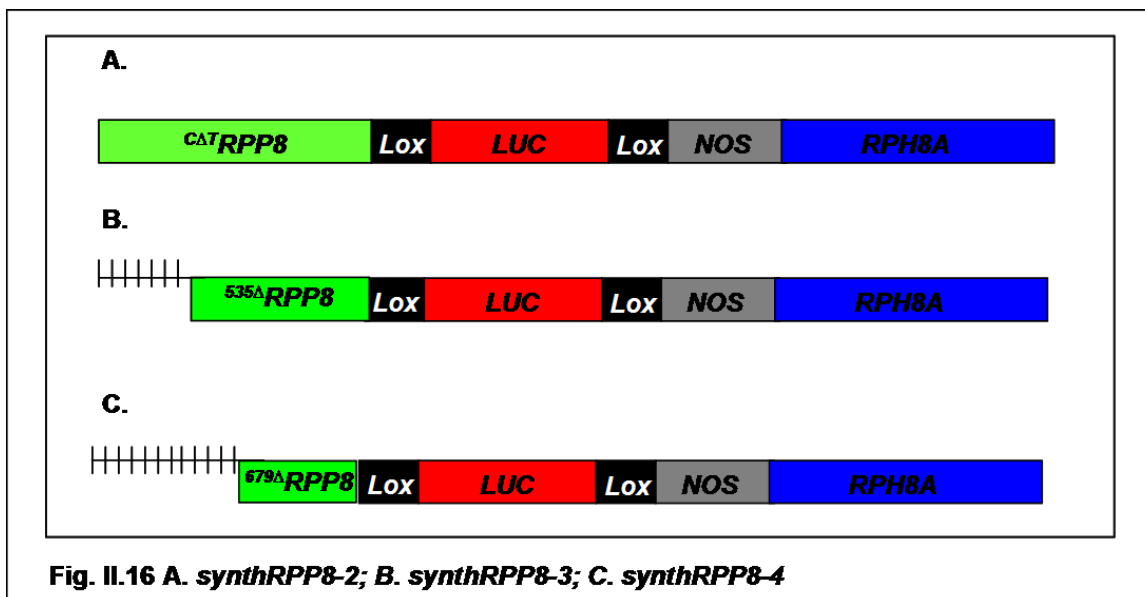 A.
CΔTRPP8 Lox LUC Lox NOS RPH8A
B.
535ΔRPP8 Lox LUC Lox NOS RPH8A
C.
679ΔRPP8 Lox LUC Lox NOS RPH8A
Fig. II.16 A. synthRPP8-2; B. synthRPP8-3; C. synthRPP8-4